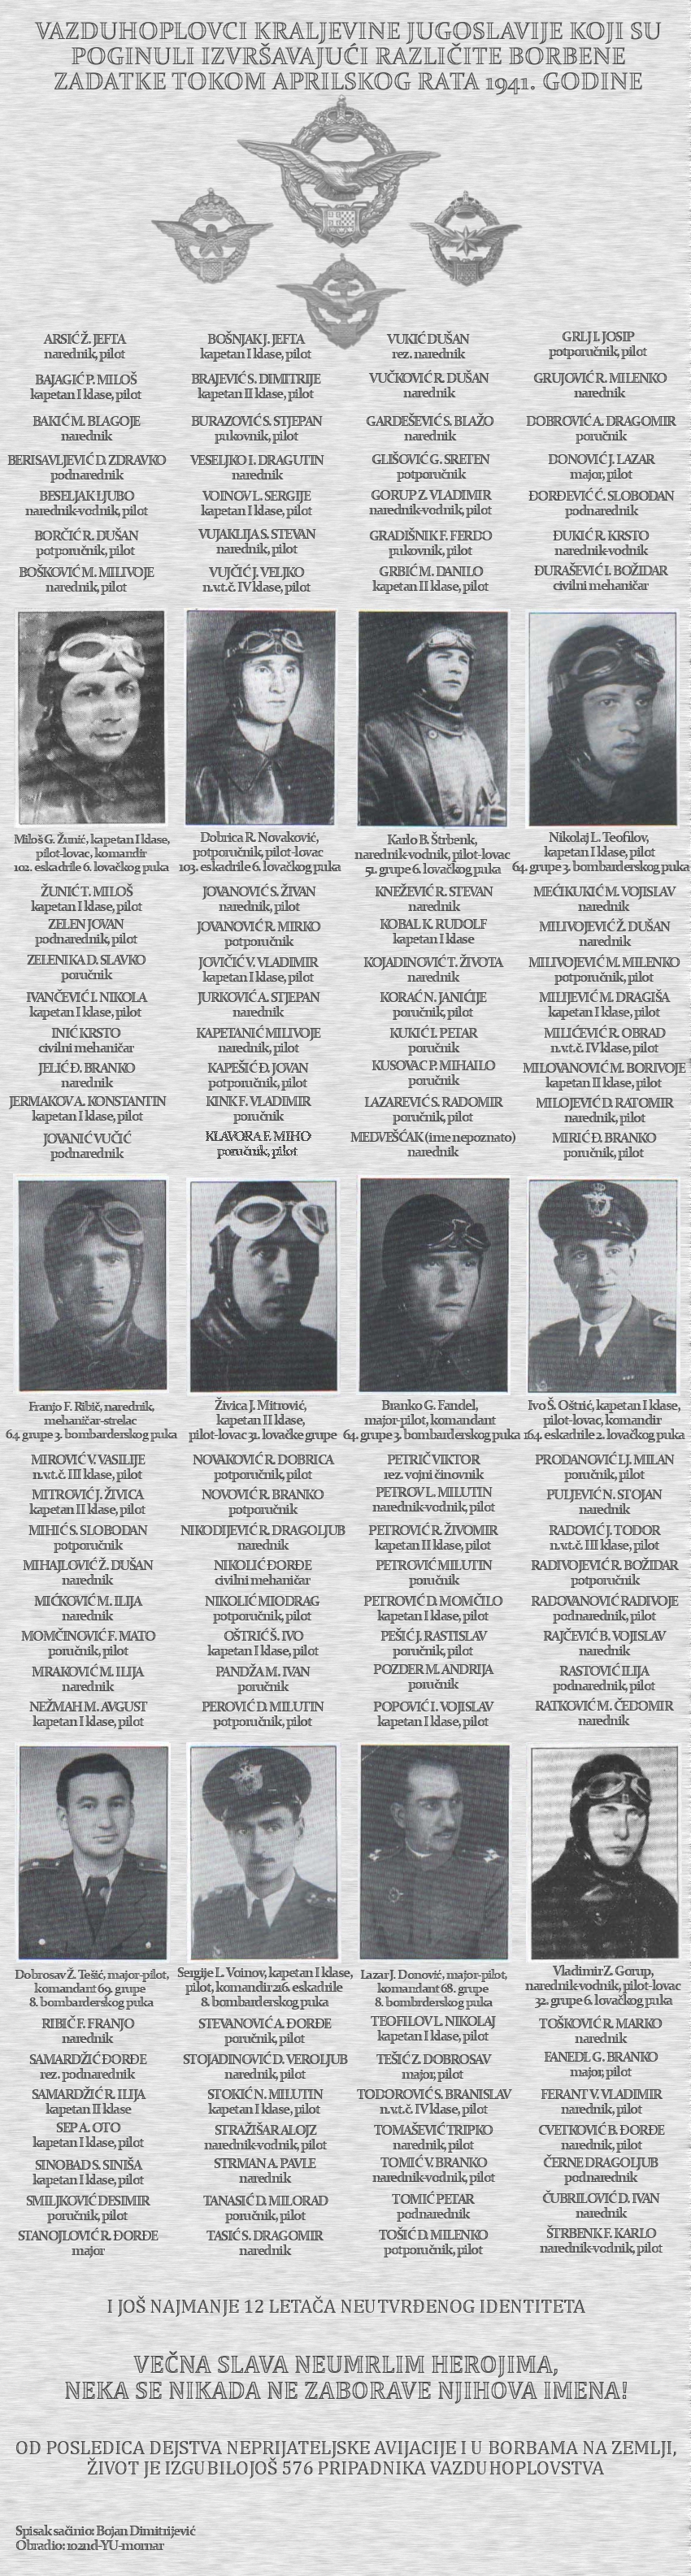 VAZDUHOPLOVCI KRALJEVINE JUGOSLAVIJE KOJI SU
POGINULI IZVRŠAVAJUĆI RAZLIČITE BORBENE
ZADATKE TOKOM APRILSKOG RATA 1941. GODINE
ARSIĆ Ž. JEFTA
narednik, pilot
BAJAGIĆ P. MILOŠ
kapetan I klase, pilot
BAKIĆ M. BLAGOJE
narednik
BERISAVLJEVIĆ D. ZDRAVKO
podnarednik
BESELJAK LJUBO
narednik-vodnik, pilot
BORČIĆ R. DUŠAN
potporučnik, pilot
BOŠKOVIĆ M. MILIVOJE
narednik, pilot
BOŠNJAK J. JEFTA
kapetan I klase, pilot
BRAJEVIĆ S. DIMITRIJE
kapetan II klase, pilot
BURAZOVIĆ S. STJEPAN
pukovnik, pilot
VESELJKO I. DRAGUTIN
narednik
VOINOV L. SERGIJE
kapetan I klase, pilot
VUJAKLIJA S. STEVAN
narednik, pilot
VUJČIĆ J. VELJKO
n.v.t.č. IV klase, pilot
VUKIĆ DUŠAN
rez. narednik
VUČKOVIĆ R. DUŠAN
narednik
GARDEŠEVIĆ S. BLAŽO
narednik
GLIŠOVIĆ G. SRETEN
potporučnik
GORUP Z. VLADIMIR
narednik-vodnik, pilot
GRADIŠNIK F. FERDO
pukovnik, pilot
GRBIĆ M. DANILO
kapetan II klase, pilot
GRLJ I. JOSIP
potporučnik, pilot
GRUJOVIĆ R. MILENKO
narednik
DOBROVIĆ A. DRAGOMIR
poručnik
DONOVIĆ J. LAZAR
major, pilot
ĐORĐEVIĆ Ć. SLOBODAN
podnarednik
ĐUKIĆ R. KRSTO
narednik-vodnik
ĐURAŠEVIĆ I. BOŽIDAR
civilni mehaničar
Miloš G. Žunić, kapetan I klase,
pilot-lovac, komandir
102. eskadrile 6. lovačkog puka
Dobrica R. Novaković,
potporučnik, pilot-lovac
103. eskadrile 6. lovačkog puka
Karlo B. Štrbenk,
narednik-vodnik, pilot-lovac
51. grupe 6. lovačkog puka
Nikolaj L. Teofilov,
kapetan I klase, pilot
64. grupe 3. bombarderskog puka
ŽUNIĆ T. MILOŠ
kapetan I klase, pilot
ZELEN JOVAN
podnarednik, pilot
ZELENIKA D. SLAVKO
poručnik
IVANČEVIĆ I. NIKOLA
kapetan I klase, pilot
INIĆ KRSTO
civilni mehaničar
JELIĆ Đ. BRANKO
narednik
JERMAKOV A. KONSTANTIN
kapetan I klase, pilot
JOVANIĆ VUČIĆ
podnarednik
JOVANOVIĆ S. ŽIVAN
narednik, pilot
JOVANOVIĆ R. MIRKO
potporučnik
JOVIČIĆ V. VLADIMIR
kapetan I klase, pilot
JURKOVIĆ A. STJEPAN
narednik
KAPETANIĆ MILIVOJE
narednik, pilot
KAPEŠIĆ Đ. JOVAN
potporučnik, pilot
KINK F. VLADIMIR
poručnik
KLAVORA F. MIHO
poručnik, pilot
KNEŽEVIĆ R. STEVAN
narednik
KOBAL K. RUDOLF
kapetan I klase
KOJADINOVIĆ T. ŽIVOTA
narednik
KORAĆ N. JANIĆIJE
poručnik, pilot
KUKIĆ I. PETAR
poručnik
KUSOVAC P. MIHAILO
poručnik
LAZAREVIĆ S. RADOMIR
poručnik, pilot
MEDVEŠČAK (ime nepoznato)
narednik
MEĆIKUKIĆ M. VOJISLAV
narednik
MILIVOJEVIĆ Ž. DUŠAN
narednik
MILIVOJEVIĆ M. MILENKO
potporučnik, pilot
MILIJEVIĆ M. DRAGIŠA
kapetan I klase, pilot
MILIĆEVIĆ R. OBRAD
n.v.t.č. IV klase, pilot
MILOVANOVIĆ M. BORIVOJE
kapetan II klase, pilot
MILOJEVIĆ D. RATOMIR
narednik, pilot
MIRIĆ Đ. BRANKO
poručnik, pilot
Franjo F. Ribič, narednik,
mehaničar-strelac
64. grupe 3. bombarderskog puka
Živica J. Mitrović,
kapetan II klase,
pilot-lovac 31. lovačke grupe
Branko G. Fandel,
major-pilot, komandant
64. grupe 3. bombarderskog puka
Ivo Š. Oštrić, kapetan I klase,
pilot-lovac, komandir
164. eskadrile 2. lovačkog puka
MIROVIĆ V. VASILIJE
n.v.t.č. III klase, pilot
MITROVIĆ J. ŽIVICA
kapetan II klase, pilot
MIHIĆ S. SLOBODAN
potporučnik
MIHAJLOVIĆ Ž. DUŠAN
narednik
MIĆKOVIĆ M. ILIJA
narednik
MOMČINOVIĆ F. MATO
poručnik, pilot
MRAKOVIĆ M. ILIJA
narednik
NEŽMAH M. AVGUST
kapetan I klase, pilot
NOVAKOVIĆ R. DOBRICA
potporučnik, pilot
NOVOVIĆ R. BRANKO
potporučnik
NIKODIJEVIĆ R. DRAGOLJUB
narednik
NIKOLIĆ ĐORĐE
civilni mehaničar
NIKOLIĆ MIODRAG
potporučnik, pilot
OŠTRIĆ Š. IVO
kapetan I klase, pilot
PANDŽA M. IVAN
poručnik
PEROVIĆ D. MILUTIN
potporučnik, pilot
PETRIČ VIKTOR
rez. vojni činovnik
PETROV L. MILUTIN
narednik-vodnik, pilot
PETROVIĆ R. ŽIVOMIR
kapetan II klase, pilot
PETROVIĆ MILUTIN
poručnik
PETROVIĆ D. MOMČILO
kapetan I klase, pilot
PEŠIĆ J. RASTISLAV
poručnik, pilot
POZDER M. ANDRIJA
poručnik
POPOVIĆ I. VOJISLAV
kapetan I klase, pilot
PRODANOVIĆ LJ. MILAN
poručnik, pilot
PULJEVIĆ N. STOJAN
narednik
RADOVIĆ J. TODOR
n.v.t.č. III klase, pilot
RADIVOJEVIĆ R. BOŽIDAR
potporučnik
RADOVANOVIĆ RADIVOJE
podnarednik, pilot
RAJČEVIĆ B. VOJISLAV
narednik
RASTOVIĆ ILIJA
podnarednik, pilot
RATKOVIĆ M. ČEDOMIR
narednik
Dobrosav Ž. Tešić, major-pilot,
komandant 69. grupe
8. bombarderskog puka
Sergije L. Voinov, kapetan I klase,
pilot, komandir 216. eskadrile
8. bombarderskog puka
Lazar J. Donović, major-pilot,
komandant 68. grupe
8. bombrderskog puka
Vladimir Z. Gorup,
narednik-vodnik, pilot-lovac
32. grupe 6. lovačkog puka
RIBIČ F. FRANJO
narednik
SAMARDŽIĆ ĐORĐE
rez. podnarednik
SAMARDŽIĆ R. ILIJA
kapetan II klase
SEP A. OTO
kapetan I klase, pilot
SINOBAD S. SINIŠA
kapetan I klase, pilot
SMILJKOVIĆ DESIMIR
poručnik, pilot
STANOJLOVIĆ R. ĐORĐE
major
STEVANOVIĆ A. ĐORĐE
poručnik, pilot
STOJADINOVIĆ D. VEROLJUB
narednik, pilot
STOKIĆ N. MILUTIN
kapetan I klase, pilot
STRAŽIŠAR ALOJZ
narednik-vodnik, pilot
STRMAN A. PAVLE
narednik
TANASIĆ D. MILORAD
poručnik, pilot
TASIĆ S. DRAGOMIR
narednik
TEOFILOV L. NIKOLAJ
kapetan I klase, pilot
TEŠIĆ Z. DOBROSAV
major, pilot
TODOROVIĆ S. BRANISLAV
n.v.t.č. IV klase, pilot
TOMAŠEVIĆ TRIPKO
narednik, pilot
TOMIĆ V. BRANKO
narednik-vodnik, pilot
TOMIĆ PETAR
podnarednik
TOŠIĆ D. MILENKO
potporučnik, pilot
TOŠKOVIĆ R. MARKO
narednik
FANEDL G. BRANKO
major, pilot
FERANT V. VLADIMIR
narednik, pilot
CVETKOVIĆ B. ĐORĐE
narednik, pilot
ČERNE DRAGOLJUB
podnarednik
ČUBRILOVIĆ D. IVAN
narednik
ŠTRBENK F. KARLO
narednik-vodnik, pilot
I JOŠ NAJMANJE 12 LETAČA NEUTVRĐENOG IDENTITETA
VEČNA SLAVA NEUMRLIM HEROJIMA,
NEKA SE NIKADA NE ZABORAVE NJIHOVA IMENA!
OD POSLEDICA DEJSTVA NEPRIJATELJSKE AVIJACIJE I U BORBAMA NA ZEMLJI,
ŽIVOT JE IZGUBILOJOŠ 576 PRIPADNIKA VAZDUHOPLOVSTVA
Spisak sačinio: Bojan Dimitrijević
Obradio: 102nd-YU-mornar